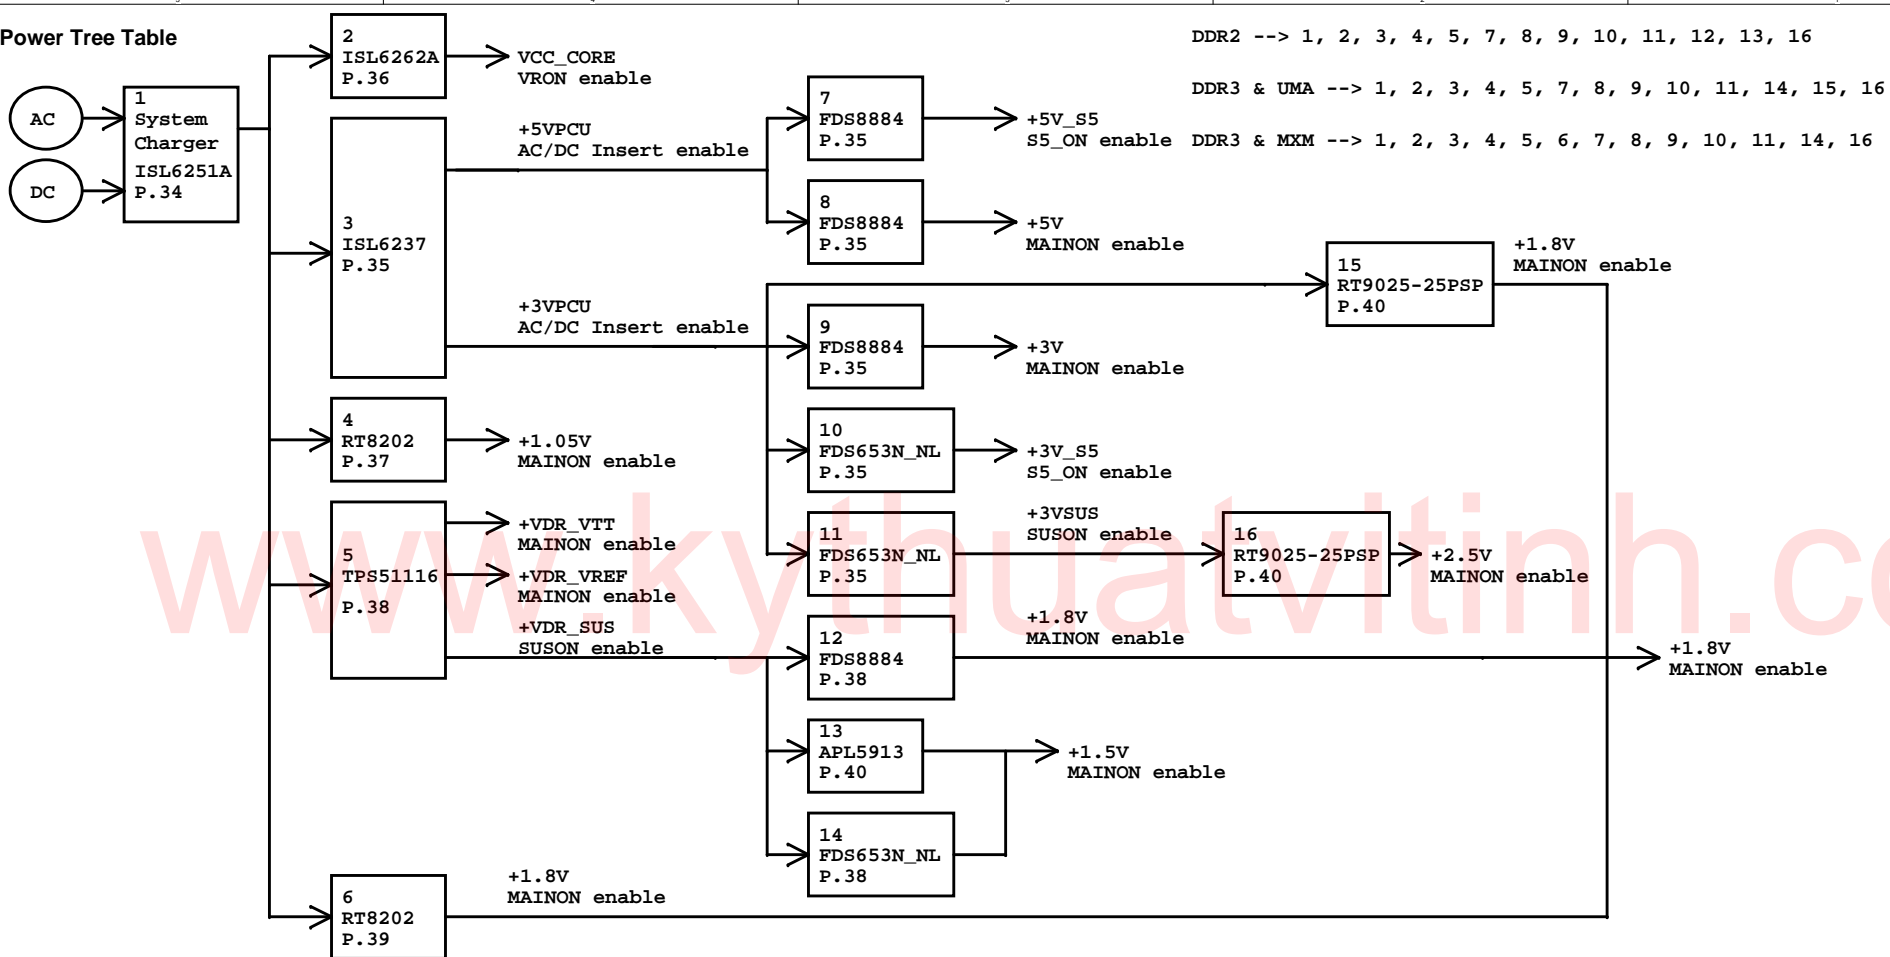 Power Tree Table
AC
DC
1
System
Charger
ISL6251A
P.34
2
ISL6262A
P.36
VCC_CORE
VRON enable
3
ISL6237
P.35
+5VPCU
AC/DC Insert enable
+3VPCU
AC/DC Insert enable
4
RT8202
P.37
+1.05V
MAINON enable
5
TPS51116
P.38
+VDR_VTT
MAINON enable
+VDR_VREF
MAINON enable
+VDR_SUS
SUSON enable
6
RT8202
P.39
+1.8V
MAINON enable
7
FDS8884
P.35
+5V_S5
S5_ON enable
8
FDS8884
P.35
+5V
MAINON enable
9
FDS8884
P.35
+3V
MAINON enable
10
FDS653N_NL
P.35
+3V_S5
S5_ON enable
11
FDS653N_NL
P.35
+3VSUS
SUSON enable
12
FDS8884
P.38
+1.8V
MAINON enable
13
APL5913
P.40
+1.5V
MAINON enable
14
FDS653N_NL
P.38
15
RT9025-25PSP
P.40
+1.8V
MAINON enable
16
RT9025-25PSP
P.40
+2.5V
MAINON enable
+1.8V
MAINON enable
DDR2 --> 1, 2, 3, 4, 5, 7, 8, 9, 10, 11, 12, 13, 16
DDR3 & UMA --> 1, 2, 3, 4, 5, 7, 8, 9, 10, 11, 14, 15, 16
DDR3 & MXM --> 1, 2, 3, 4, 5, 6, 7, 8, 9, 10, 11, 14, 16
www.kythuatvitinh.co